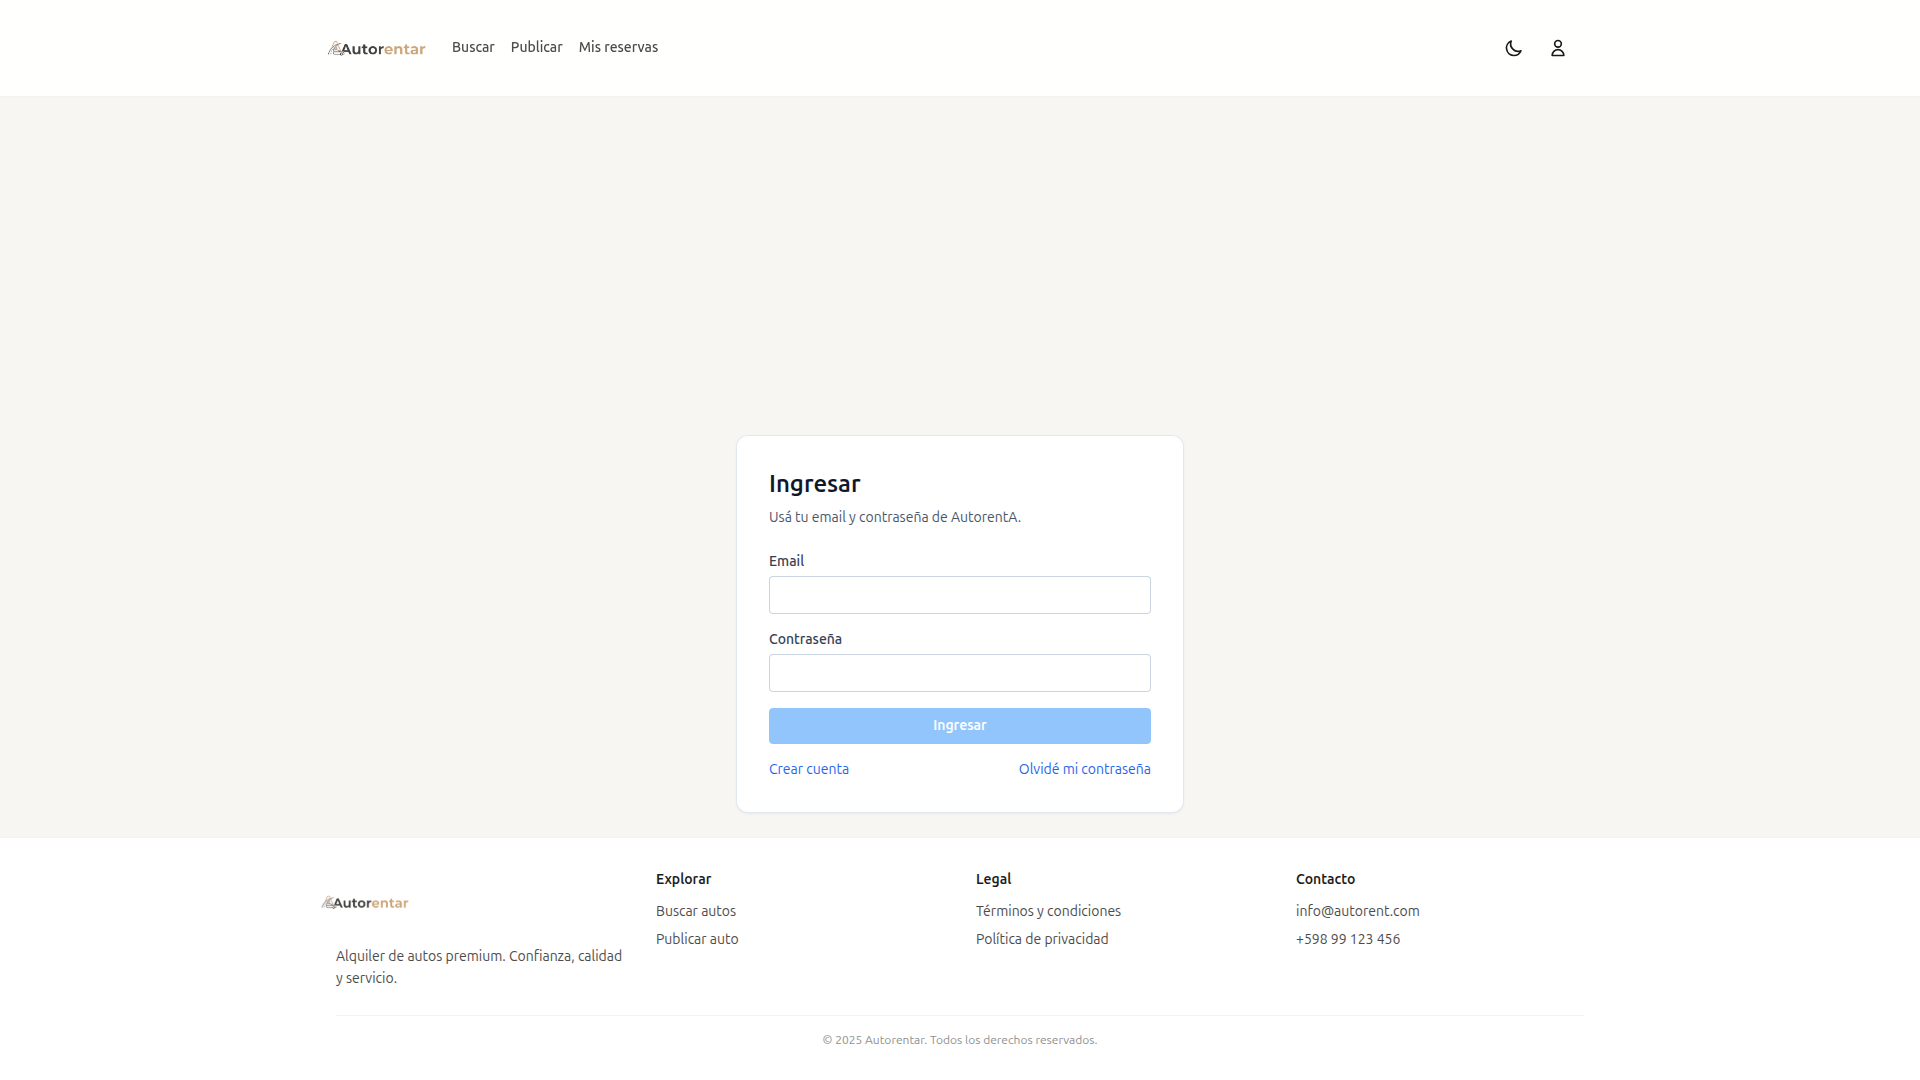 Autorentar
Buscar
Publicar
Mis reservas
Ingresar
Usá tu email y contraseña de AutorentA.
Email
Contraseña
Ingresar
Crear cuenta
Olvidé mi contraseña
Autorentar
Alquiler de autos premium. Confianza, calidad
y servicio.
Explorar
Buscar autos
Publicar auto
Legal
Términos y condiciones
Política de privacidad
Contacto
info@autorent.com
+598 99 123 456
© 2025 Autorentar. Todos los derechos reservados.